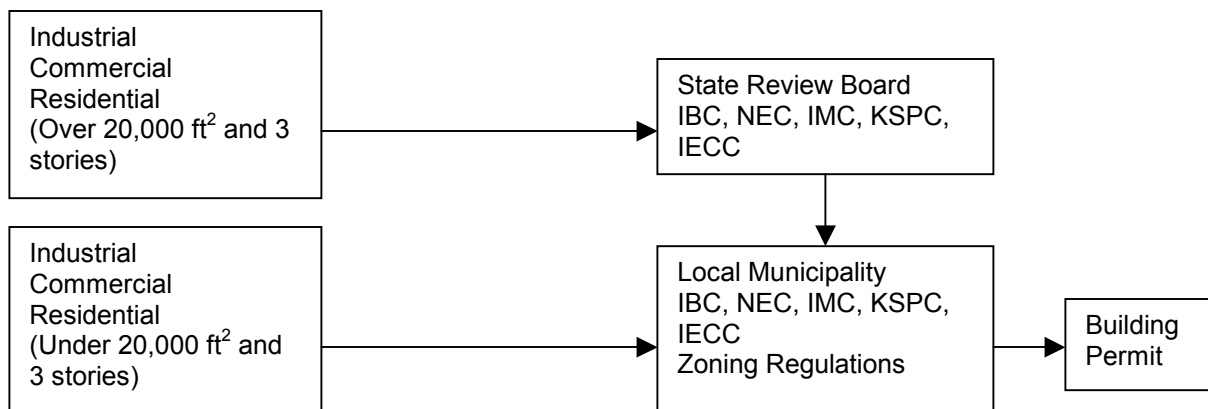 Industrial
Commercial
Residential
(Over 20,000 ft² and 3
stories)
State Review Board
IBC, NEC, IMC, KSPC,
IECC
Industrial
Commercial
Residential
(Under 20,000 ft² and
3 stories)
Local Municipality
IBC, NEC, IMC, KSPC,
IECC
Zoning Regulations
Building
Permit